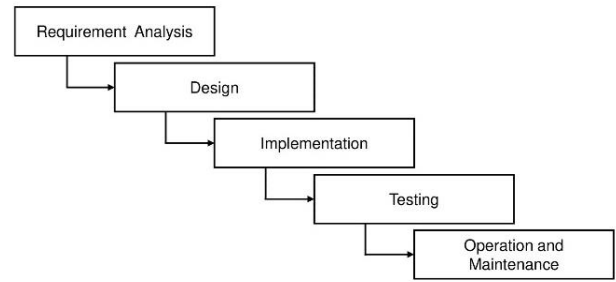 Requirement Analysis
Design
Implementation
Testing
Operation and
Maintenance